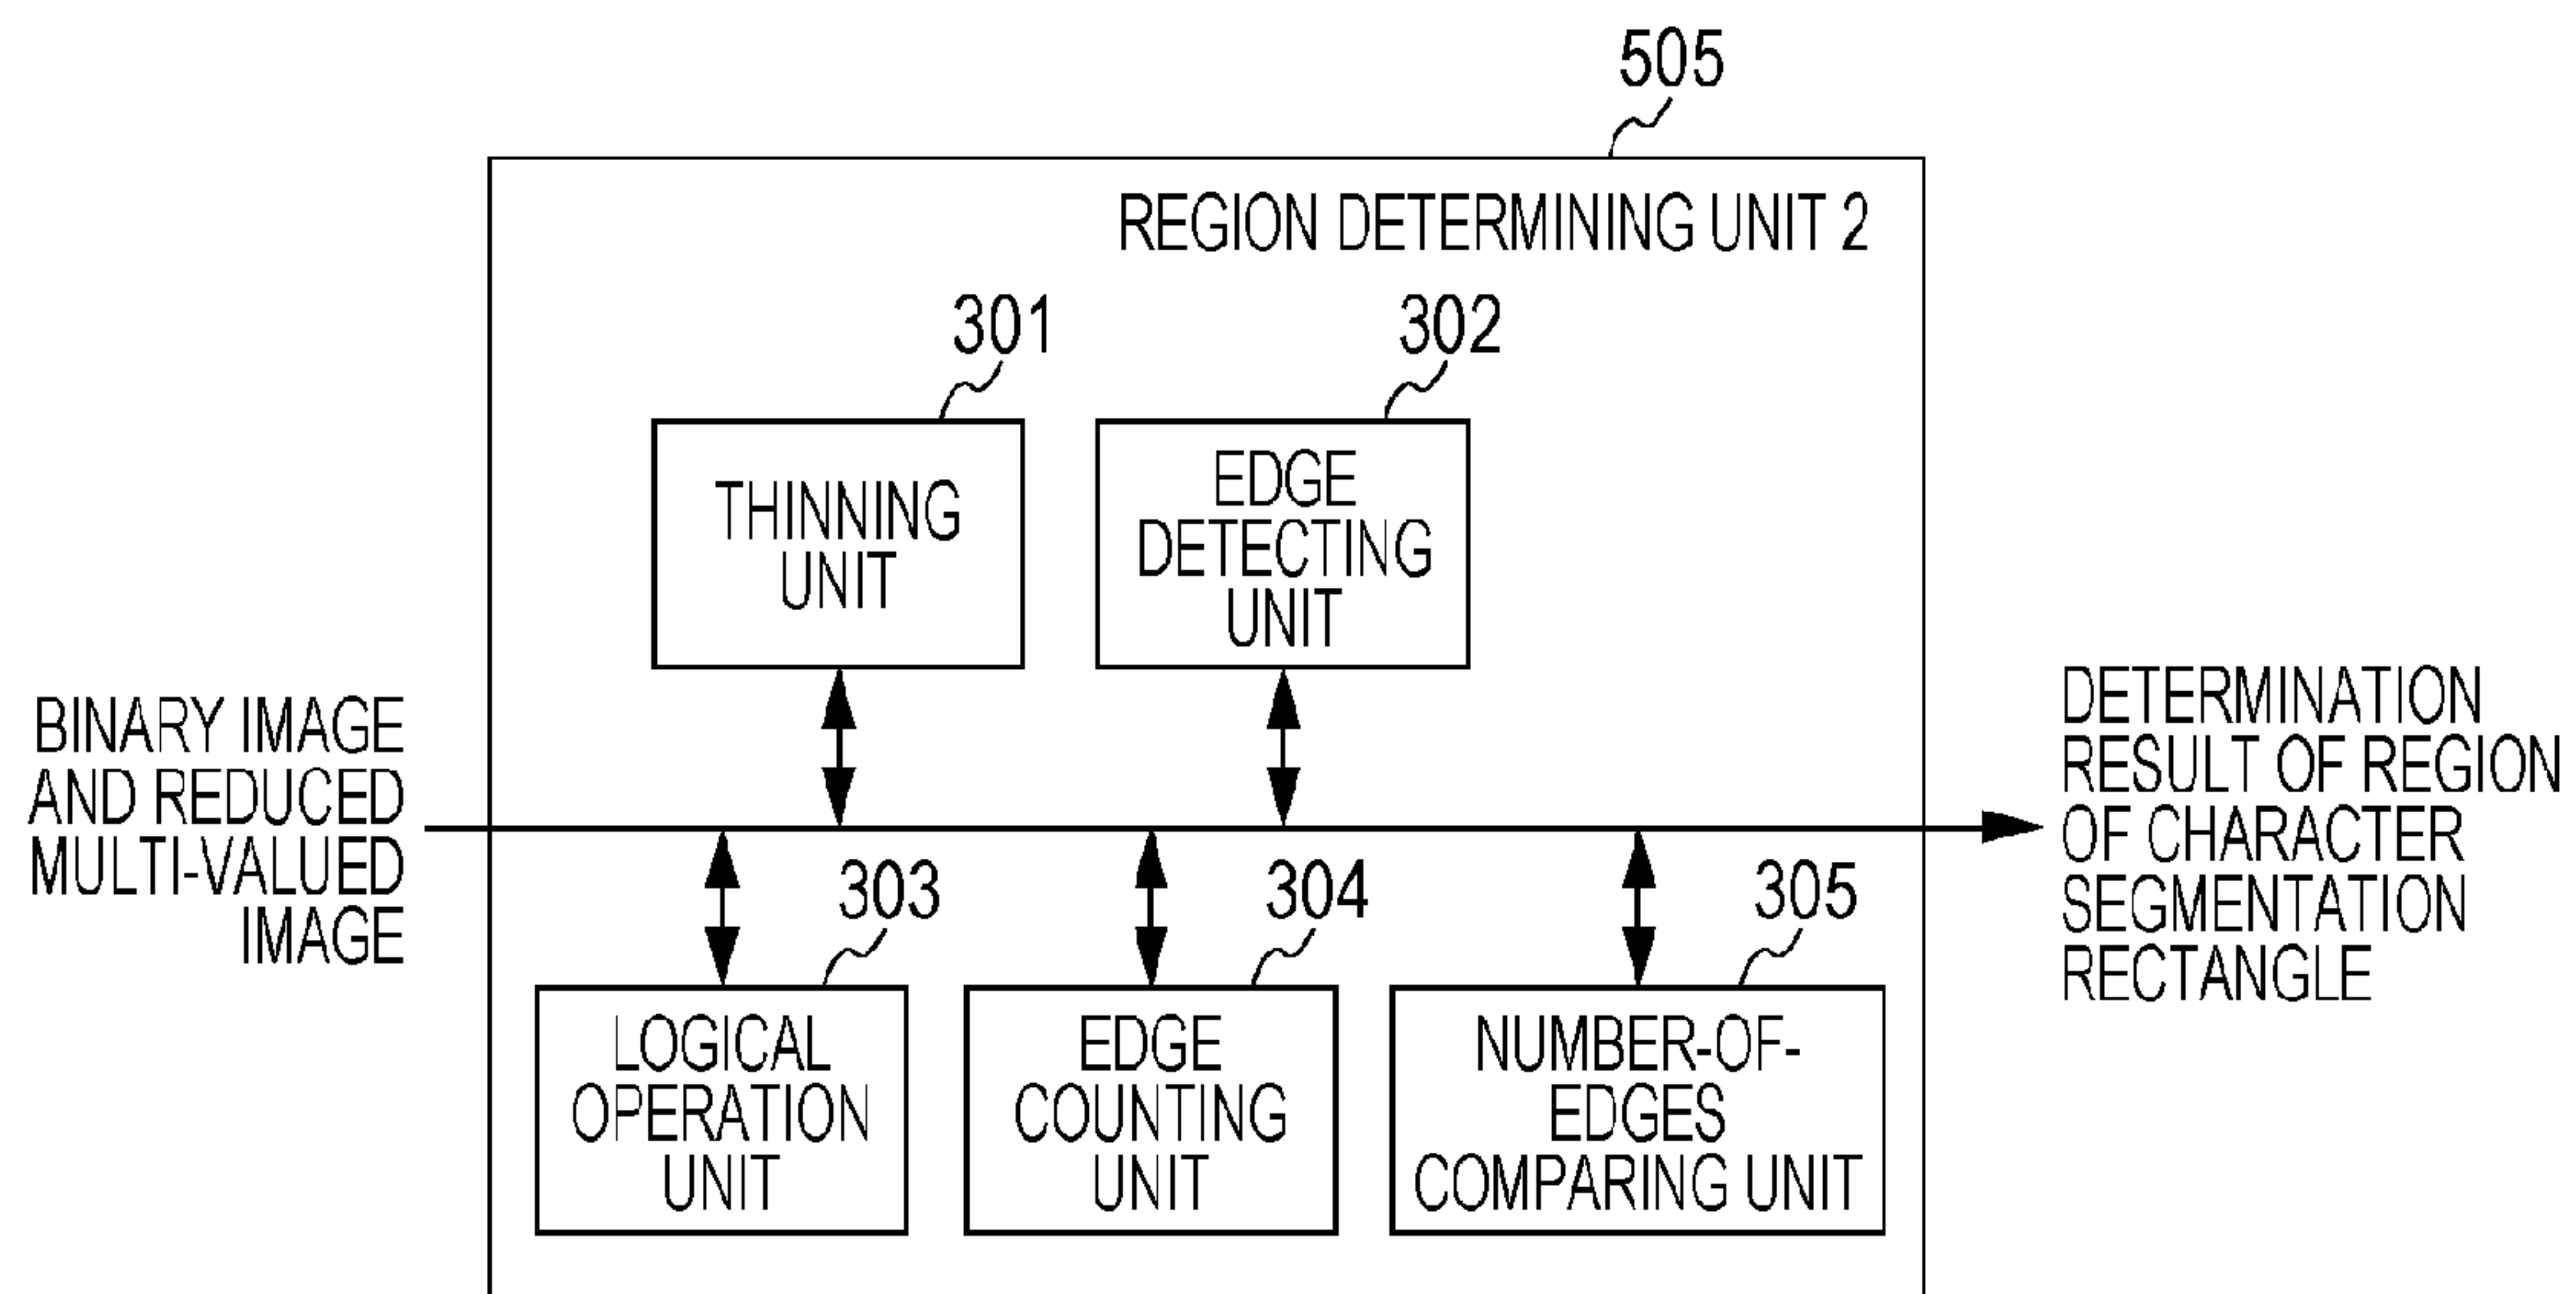 505
REGION DETERMINING UNIT 2
301
302
THINNING
UNIT
EDGE
DETECTING
UNIT
BINARY IMAGE
AND REDUCED
MULTI-VALUED
IMAGE
DETERMINATION
RESULT OF REGION
OF CHARACTER
SEGMENTATION
RECTANGLE
303
304
305
LOGICAL
OPERATION
UNIT
EDGE
COUNTING
UNIT
NUMBER-OF-
EDGES
COMPARING UNIT